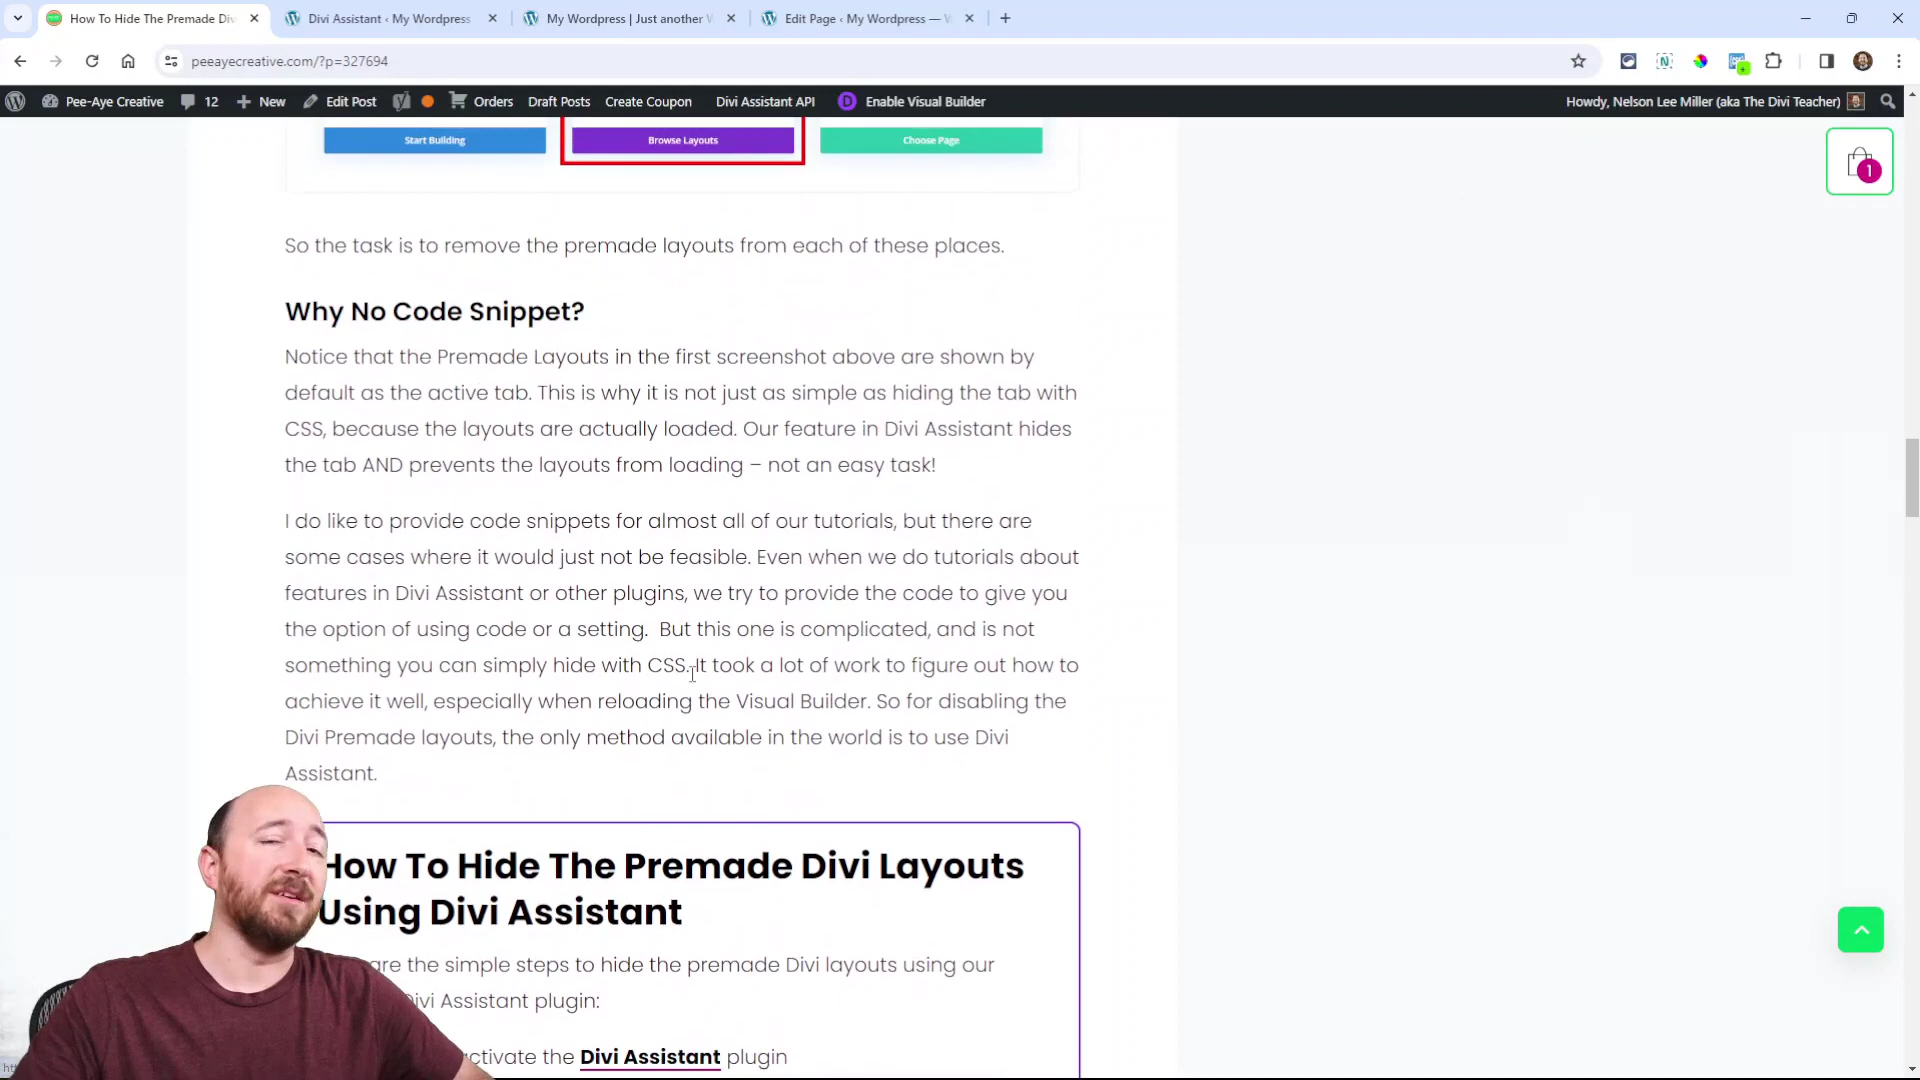 How To Hide The Premade Di
Divi Assistant ‹ My Wordpress
My Wordpress | Just another
Edit Page ‹ My Wordpress —
peeayecreative.com/?p=327694
Pee-Aye Creative
12
New
Edit Post
Orders
Draft Posts
Create Coupon
Divi Assistant API
Enable Visual Builder
Howdy, Nelson Lee Miller (aka The Divi Teacher)
1
Start Building
Browse Layouts
Choose Page
So the task is to remove the premade layouts from each of these places.
Why No Code Snippet?
Notice that the Premade Layouts in the first screenshot above are shown by
default as the active tab. This is why it is not just as simple as hiding the tab with
CSS, because the layouts are actually loaded. Our feature in Divi Assistant hides
the tab AND prevents the layouts from loading – not an easy task!
I do like to provide code snippets for almost all of our tutorials, but there are
some cases where it would just not be feasible. Even when we do tutorials about
features in Divi Assistant or other plugins, we try to provide the code to give you
the option of using code or a setting. But this one is complicated, and is not
something you can simply hide with CSS. It took a lot of work to figure out how to
achieve it well, especially when reloading the Visual Builder. So for disabling the
Divi Premade layouts, the only method available in the world is to use Divi
Assistant.
How To Hide The Premade Divi Layouts
Using Divi Assistant
are the simple steps to hide the premade Divi layouts using our
Divi Assistant plugin:
activate the Divi Assistant plugin